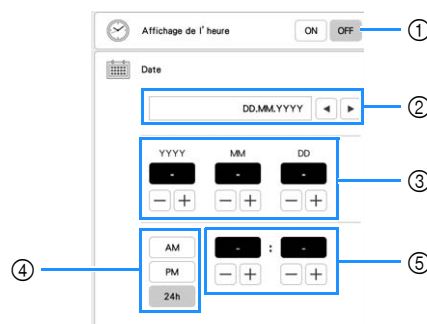 Affichage de l'heure ON OFF ①
Date
DD.MM.YYYY ◄ ► ②
YYYY MM DD
- - - ③
− + − + − +
④ AM - : - ⑤
PM − + − +
24h